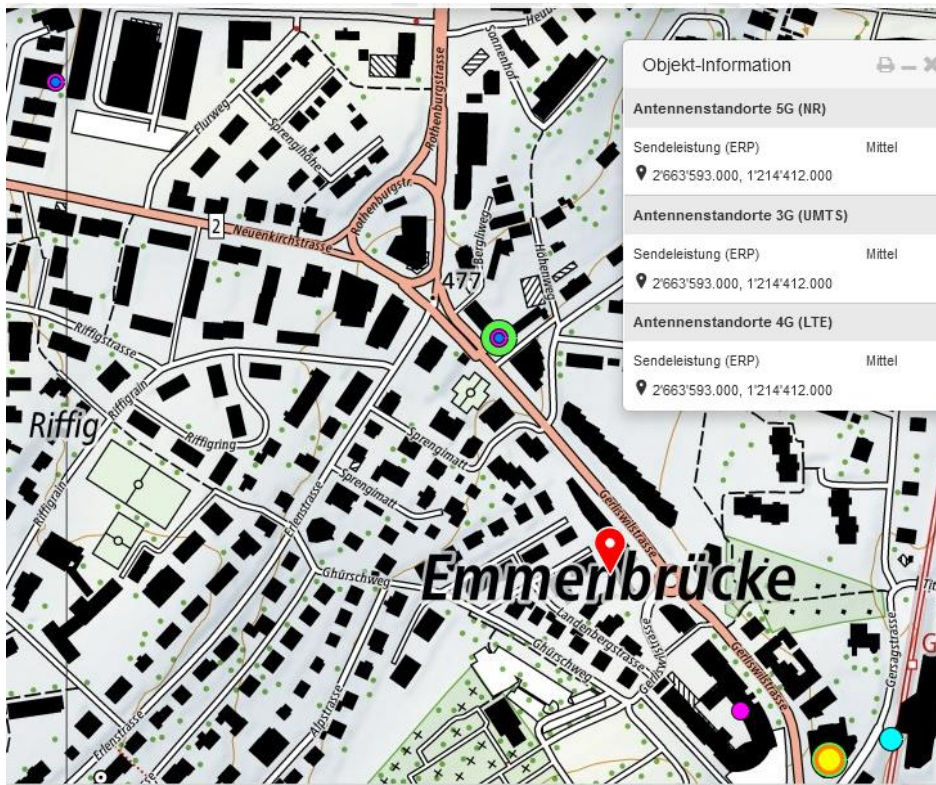 Objekt-Information
Antennenstandorte 5G (NR)
Sendeleistung (ERP) Mittel
2'663'593.000, 1'214'412.000
Antennenstandorte 3G (UMTS)
Sendeleistung (ERP) Mittel
2'663'593.000, 1'214'412.000
Antennenstandorte 4G (LTE)
Sendeleistung (ERP) Mittel
2'663'593.000, 1'214'412.000
Sonnenhof
Flurweg
Sprengihöhe
Rothenburgstrasse
Rothenburgstr.
2
Neuenkirchstrasse
Bergliweg
Höhenweg
477
Riffigstrasse
Riffigrain
Riffig
Riffigring
Riffigrain
Sprengimatt
Sprengimatt
Erlenstrasse
Gerliswilstrasse
Ghürschweg
Emmenbrücke
Landenbergstrasse
Ghürschweg
Gerliswilstrasse
Gerliswilstrasse
Gersagstrasse
Alpstrasse
Erlenstrasse